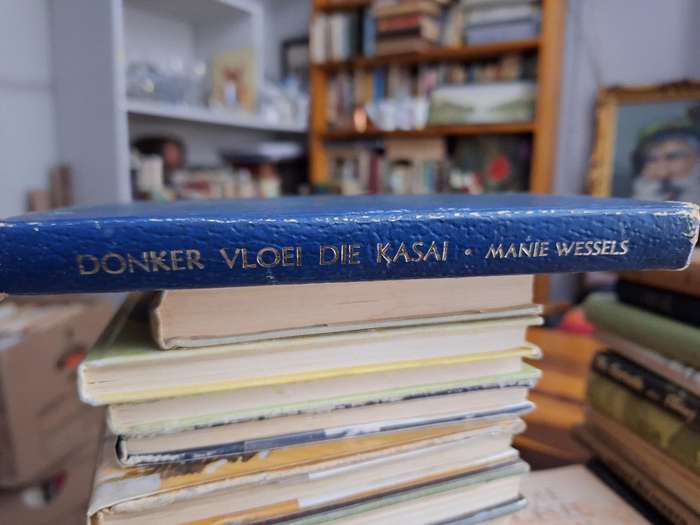 DONKER VLOEI DIE KASAI • MANIE WESSELS